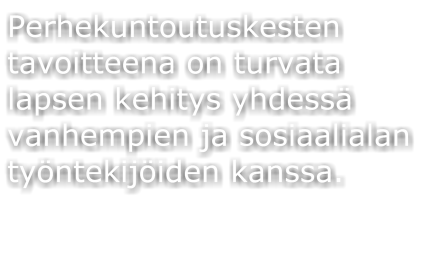 Perhekuntoutuskesten
tavoitteena on turvata
lapsen kehitys yhdessä
vanhempien ja sosiaalialan
työntekijöiden kanssa.